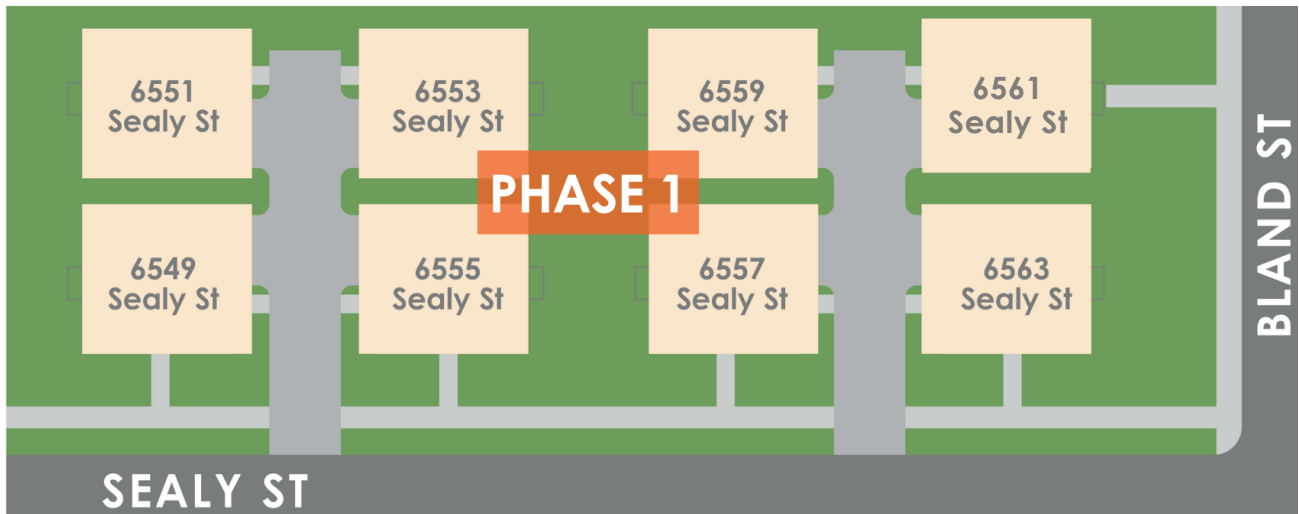 6551
Sealy St
6553
Sealy St
6559
Sealy St
6561
Sealy St
PHASE 1
6549
Sealy St
6555
Sealy St
6557
Sealy St
6563
Sealy St
BLAND ST
SEALY ST